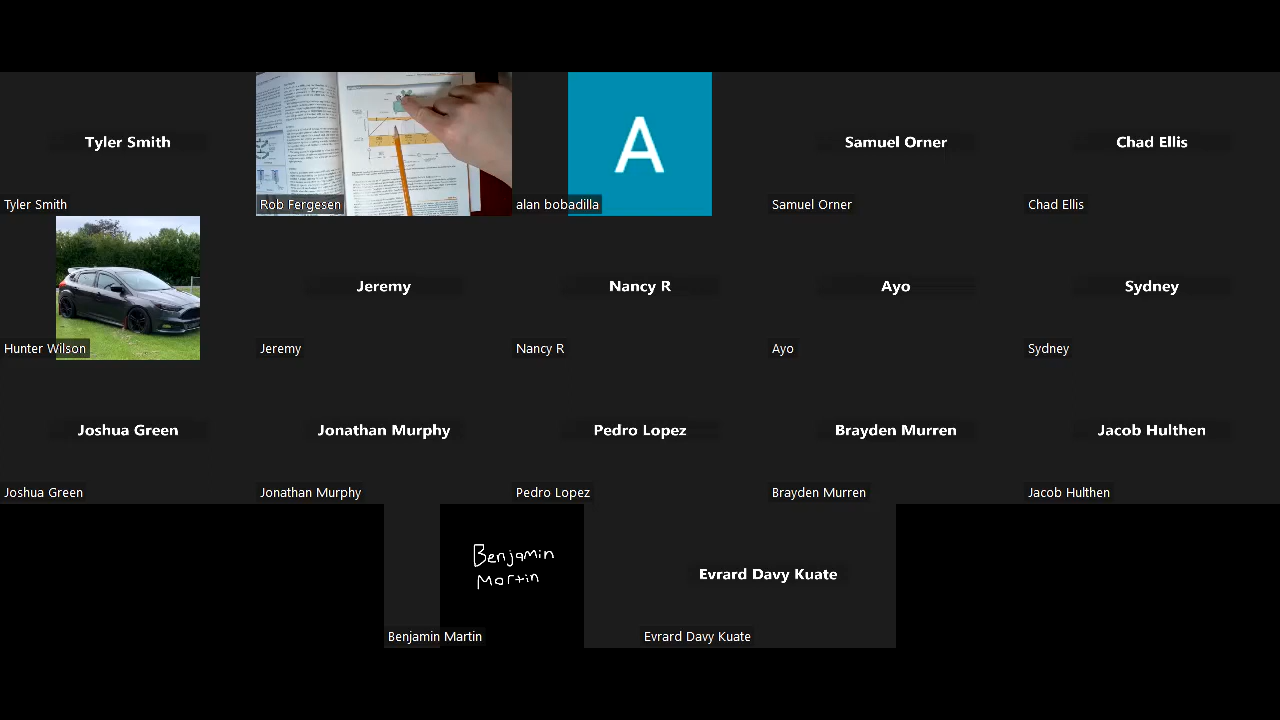 Tyler Smith
Tyler Smith
Rob Fergesen
A
alan bobadilla
Samuel Orner
Samuel Orner
Chad Ellis
Chad Ellis
Hunter Wilson
Jeremy
Jeremy
Nancy R
Nancy R
Ayo
Ayo
Sydney
Sydney
Joshua Green
Joshua Green
Jonathan Murphy
Jonathan Murphy
Pedro Lopez
Pedro Lopez
Brayden Murren
Brayden Murren
Jacob Hulthen
Jacob Hulthen
Benjamin
Martin
Benjamin Martin
Evrard Davy Kuate
Evrard Davy Kuate